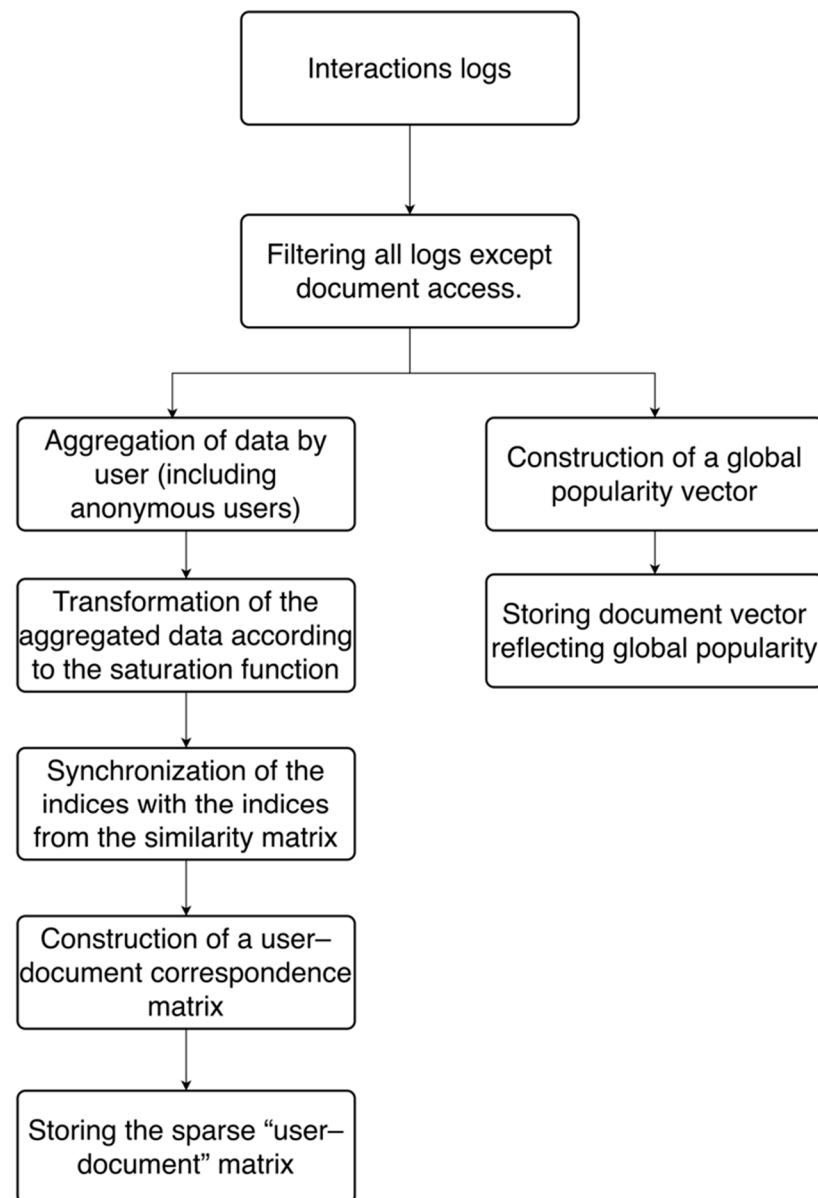 Interactions logs
Filtering all logs except
document access.
Aggregation of data by
user (including
anonymous users)
Transformation of the
aggregated data according
to the saturation function
Synchronization of the
indices with the indices
from the similarity matrix
Construction of a user–
document correspondence
matrix
Storing the sparse “user–
document” matrix
Construction of a global
popularity vector
Storing document vector
reflecting global popularity